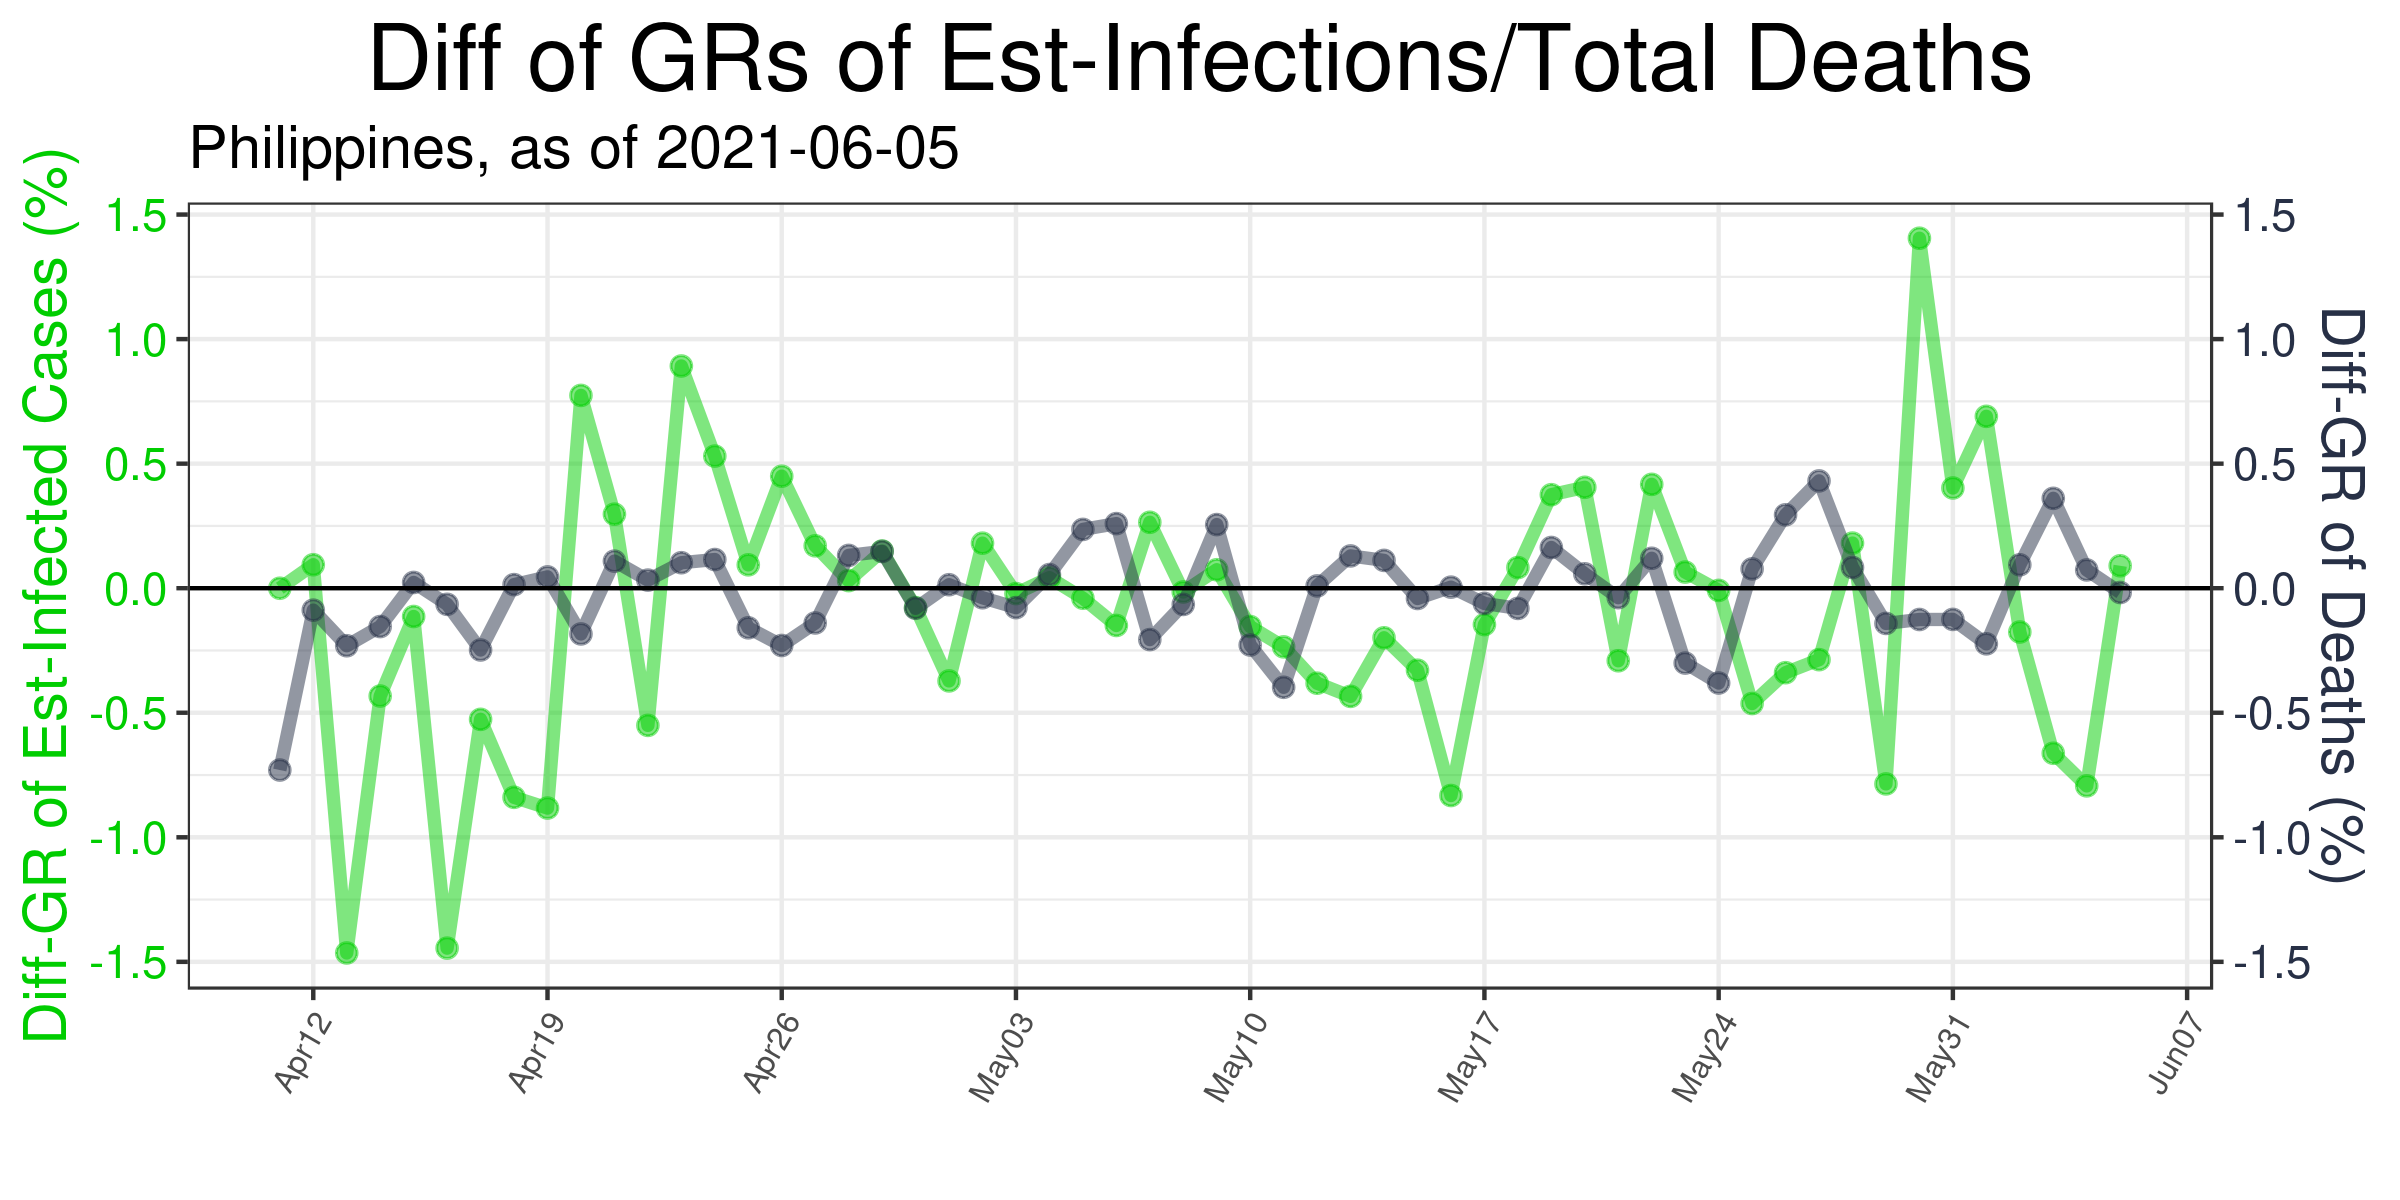 Diff of GRs of Est-Infections/Total Deaths
Philippines, as of 2021-06-05
Diff-GR of Est-Infected Cases (%)
1.5
1.0
0.5
0.0
-0.5
-1.0
-1.5
1.5
1.0
0.5
0.0
-0.5
-1.0
-1.5
Diff-GR of Deaths (%)
Apr12
Apr19
Apr26
May03
May10
May17
May24
May31
Jun07